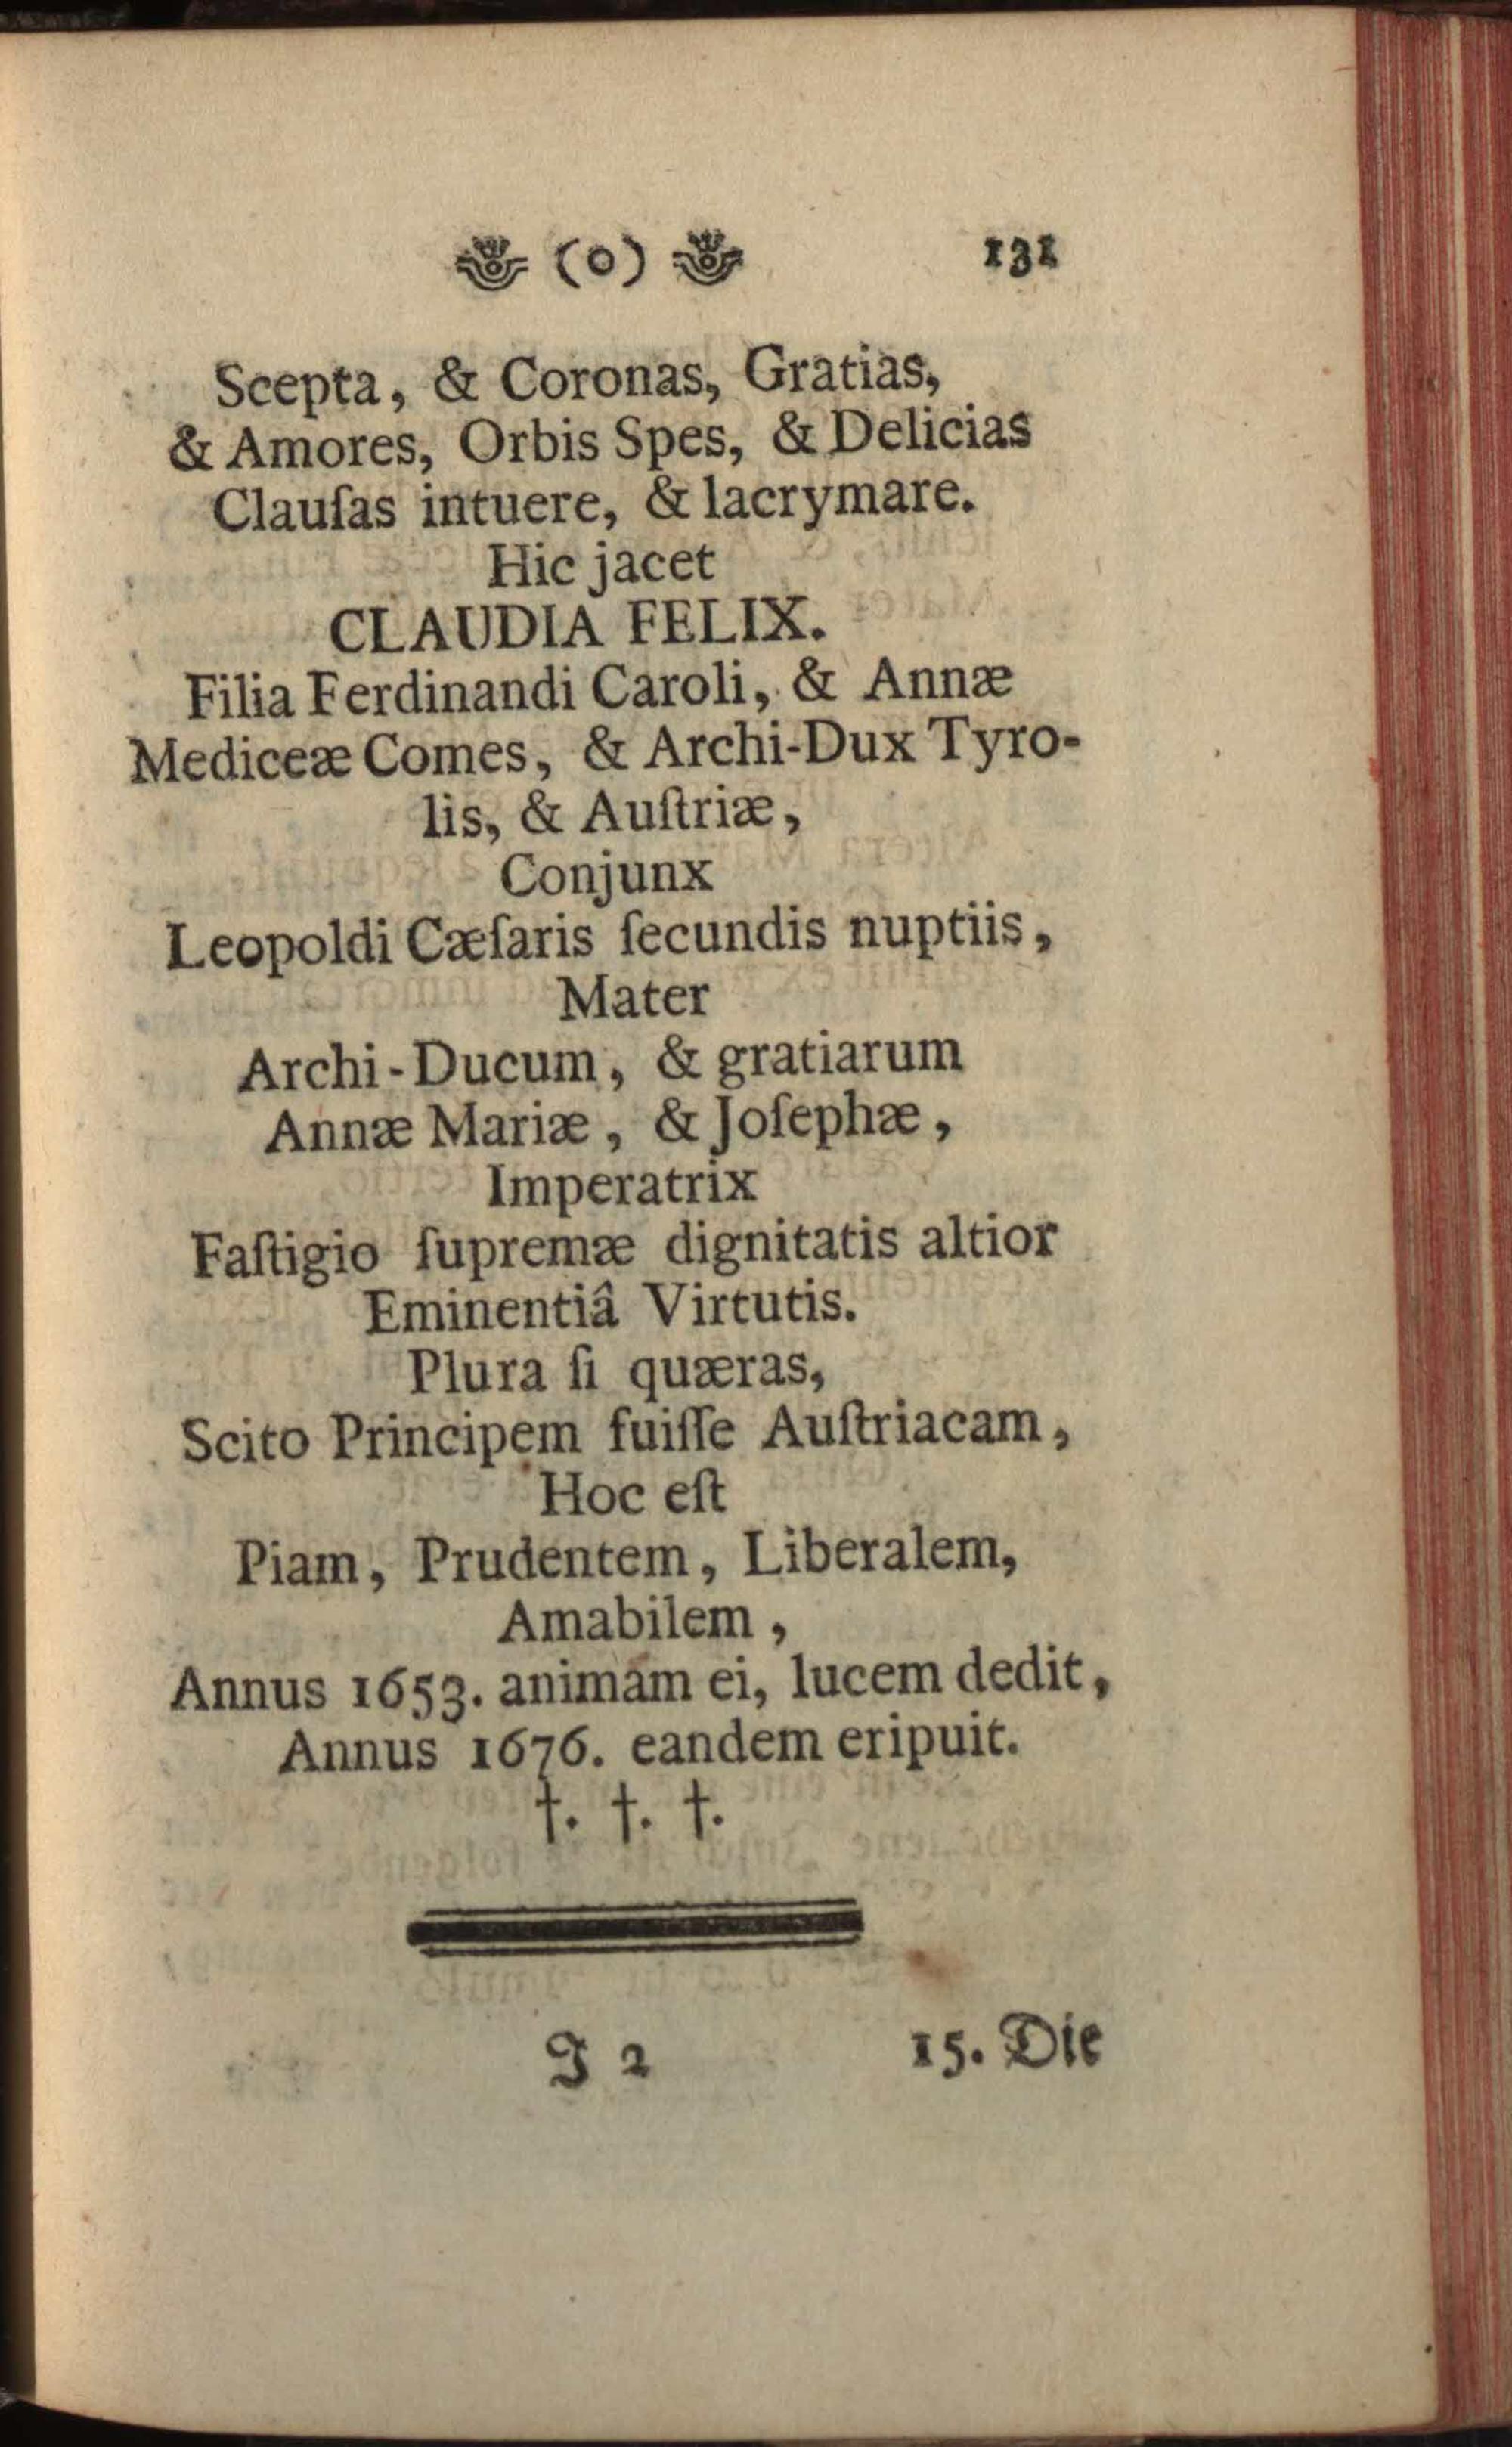 (0) 131
Scepta, & Coronas, Gratias,
& Amores, Orbis Spes, & Delicias
Clauſas intuere, & lacrymare.
Hic jacet
CLAUDIA FELIX.
Filia Ferdinandi Caroli, & Annæ
Mediceæ Comes, & Archi-Dux Tyro-
lis, & Auſtriæ,
Conjunx
Leopoldi Cæſaris ſecundis nuptiis,
Mater
Archi-Ducum, & gratiarum
Annæ Mariæ, & Joſephæ,
Imperatrix
Faſtigio ſupremæ dignitatis altior
Eminentiâ Virtutis.
Plura ſi quæras,
Scito Principem fuiſſe Auſtriacam,
Hoc eſt
Piam, Prudentem, Liberalem,
Amabilem,
Annus 1653. animam ei, lucem dedit,
Annus 1676. eandem eripuit.
†. †. †.
J 2 15. Die